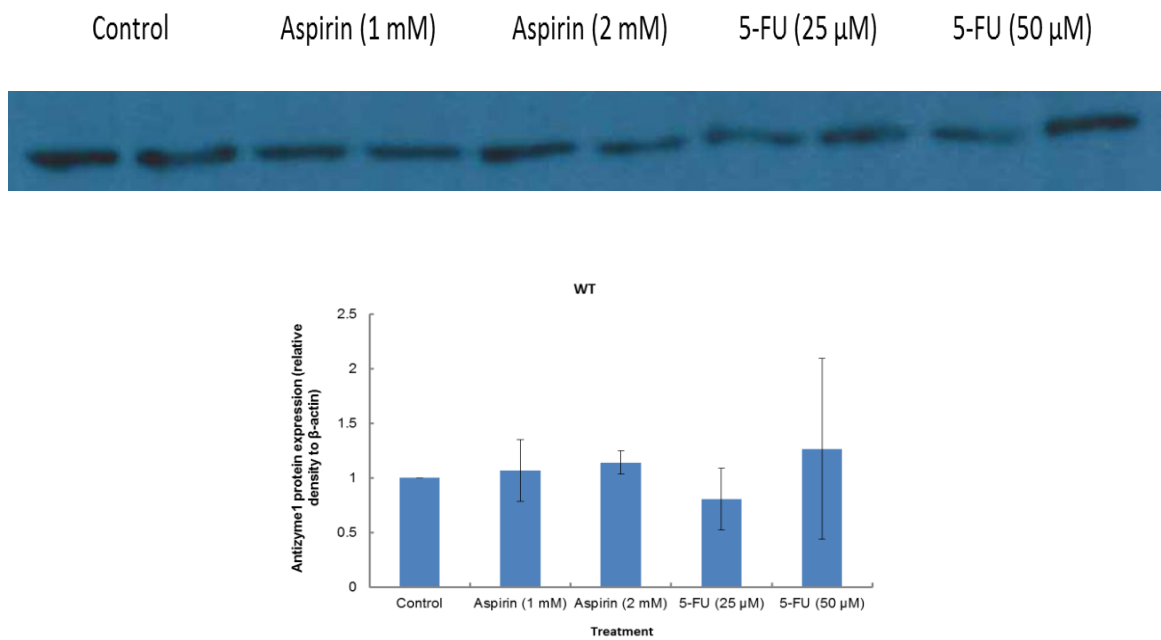 Control Aspirin (1 mM) Aspirin (2 mM) 5-FU (25 µM) 5-FU (50 µM)
WT
2.5
2
1.5
1
0.5
0
Antizyme1 protein expression (relative
density to β-actin)
Control Aspirin (1 mM) Aspirin (2 mM) 5-FU (25 µM) 5-FU (50 µM)
Treatment